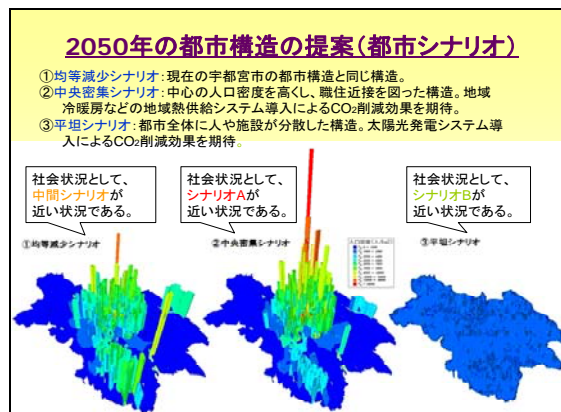 2050年の都市構造の提案(都市シナリオ)
①均等減少シナリオ:現在の宇都宮市の都市構造と同じ構造。
②中央密集シナリオ:中心の人口密度を高くし、職住近接を図った構造。地域
冷暖房などの地域熱供給システム導入によるCO2削減効果を期待。
③平坦シナリオ:都市全体に人や施設が分散した構造。太陽光発電システム導
入によるCO2削減効果を期待。
社会状況として、
中間シナリオが
近い状況である。
社会状況として、
シナリオAが
近い状況である。
社会状況として、
シナリオBが
近い状況である。
①均等減少シナリオ
②中央密集シナリオ
③平坦シナリオ